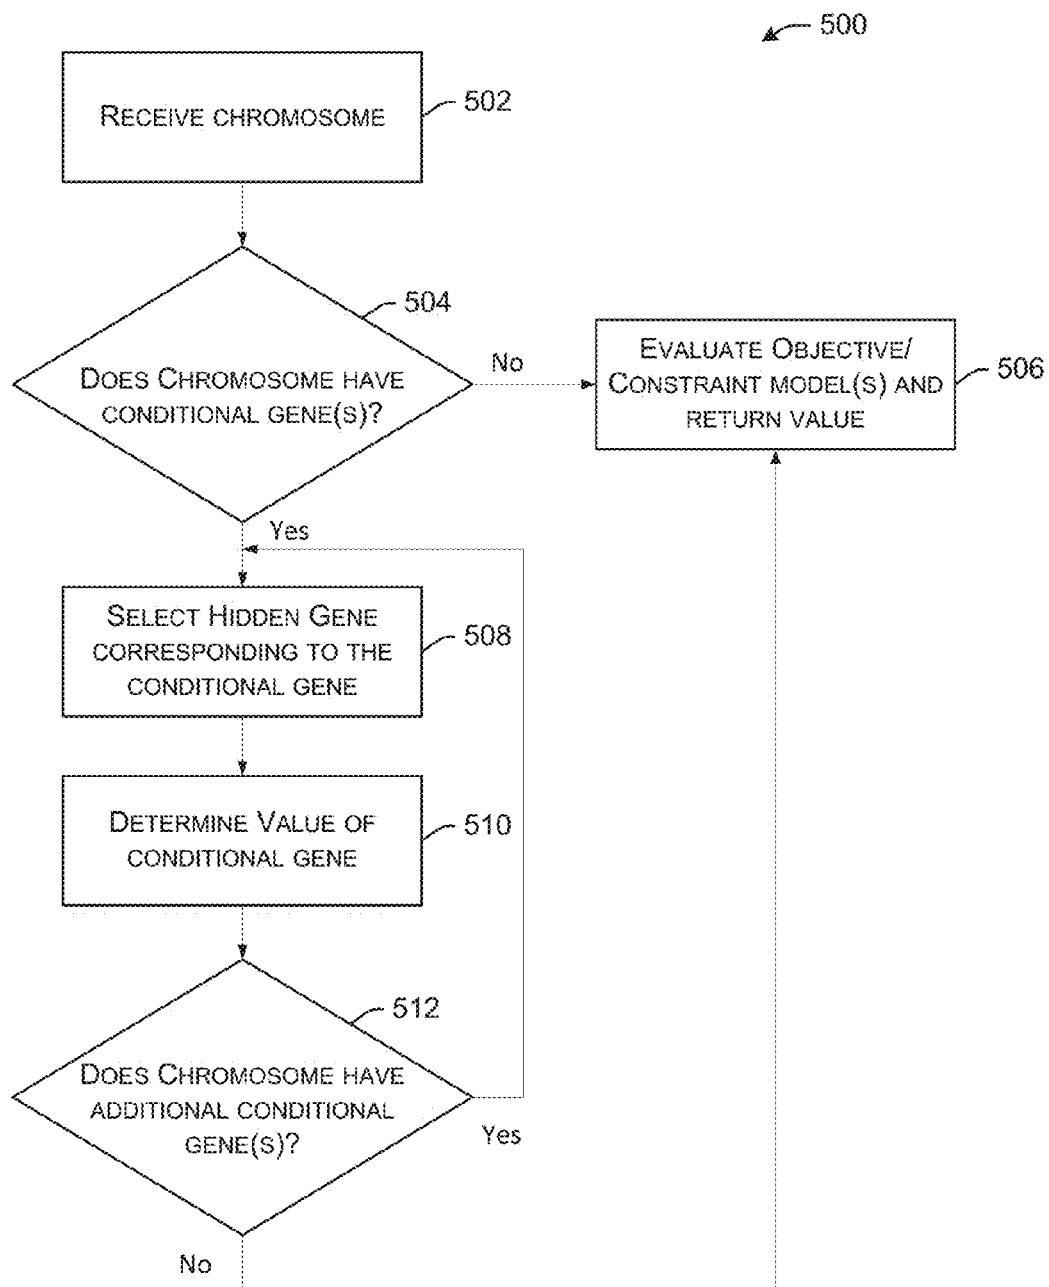 500
RECEIVE CHROMOSOME
502
504
DOES CHROMOSOME HAVE
CONDITIONAL GENE(S)?
No
EVALUATE OBJECTIVE/
CONSTRAINT MODEL(S) AND
RETURN VALUE
506
Yes
SELECT HIDDEN GENE
CORRESPONDING TO THE
CONDITIONAL GENE
508
DETERMINE VALUE OF
CONDITIONAL GENE
510
512
DOES CHROMOSOME HAVE
ADDITIONAL CONDITIONAL
GENE(S)?
Yes
No